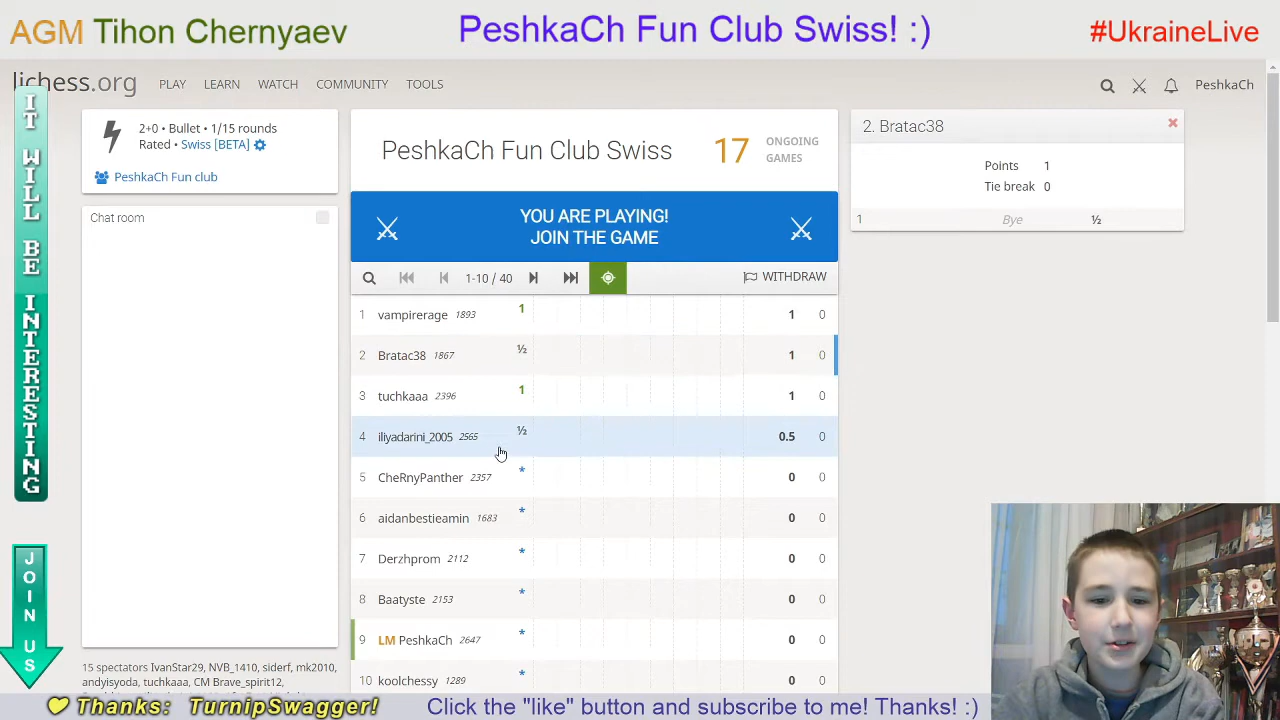 AGM Tihon Chernyaev
PeshkaCh Fun Club Swiss! :)
#UkraineLive
lichess.org
PLAY LEARN WATCH COMMUNITY TOOLS
PeshkaCh
IT WILL BE INTERESTING
JOIN US
2+0 • Bullet • 1/15 rounds
Rated • Swiss [BETA]
PeshkaCh Fun club
Chat room
PeshkaCh Fun Club Swiss
17 ONGOING GAMES
YOU ARE PLAYING!
JOIN THE GAME
1-10 / 40
WITHDRAW
1 vampirerage 1893 1 1 0
2 Bratac38 1867 ½ 1 0
3 tuchkaaa 2396 1 1 0
4 iliyadarini_2005 2565 ½ 0.5 0
5 CheRnyPanther 2357 * 0 0
6 aidanbestieamin 1683 * 0 0
7 Derzhprom 2112 * 0 0
8 Baatyste 2153 * 0 0
9 LM PeshkaCh 2647 * 0 0
10 koolchessy 1289 * 0 0
2. Bratac38
Points 1
Tie break 0
1 Bye ½
15 spectators IvanStar29, NVB_1410, siderf, mk2010,
andyisyoda, tuchkaaa, CM Brave_spirit12,
Thanks: TurnipSwagger!
Click the "like" button and subscribe to me! Thanks! :)